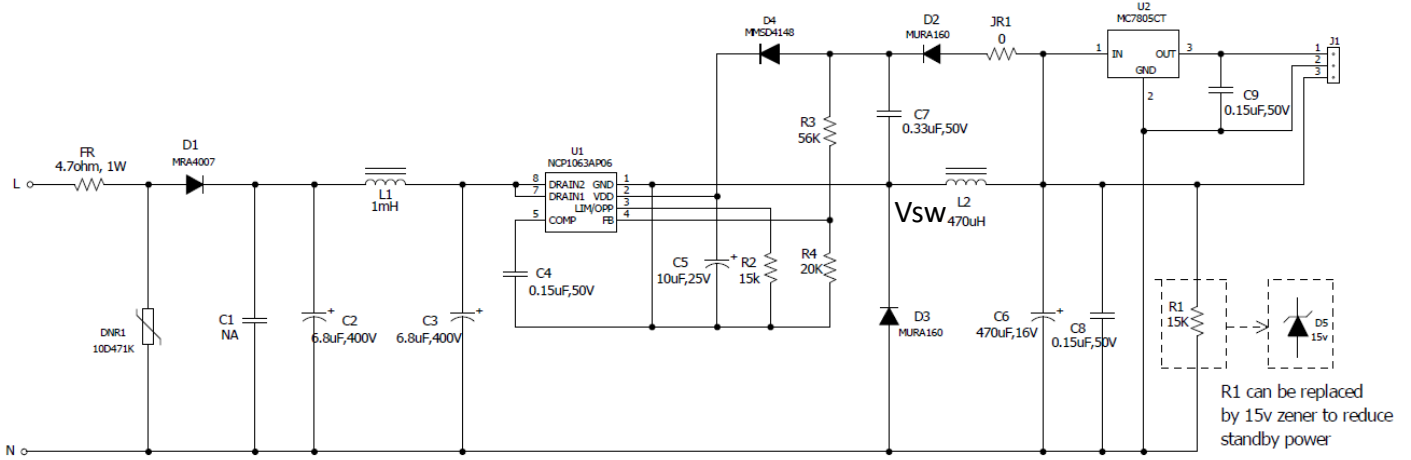 D4
MMSD4148
D2
MURA160
JR1
0
U2
MC7805CT
1
IN
OUT
3
GND
2
J1
1
2
3
C9
0.15uF,50V
R3
56K
C7
0.33uF,50V
FR
4.7ohm, 1W
D1
MRA4007
L
L1
1mH
U1
NCP1063AP06
8
DRAIN2
GND
1
7
DRAIN1
VDD
2
LIM/OPP
3
5
COMP
FB
4
Vsw
L2
470uH
C4
0.15uF,50V
C5
+
10uF,25V
R2
15k
R4
20K
DNR1
10D471K
C1
NA
C2
+
6.8uF,400V
C3
+
6.8uF,400V
D3
MURA160
C6
+
470uF,16V
C8
0.15uF,50V
R1
15K
D5
15v
R1 can be replaced
by 15v zener to reduce
standby power
N